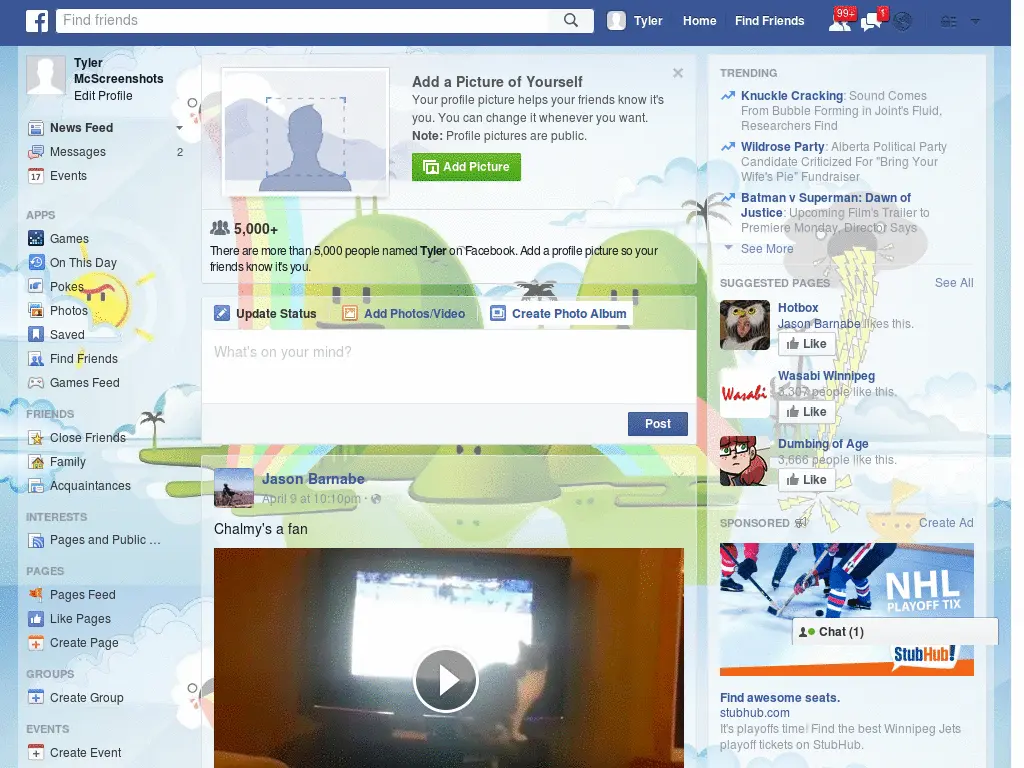 Find friends
Tyler
Home
Find Friends
99+
1
Tyler
McScreenshots
Edit Profile
News Feed
Messages
2
17
Events
APPS
Games
On This Day
Pokes
Photos
Saved
Find Friends
Games Feed
FRIENDS
Close Friends
Family
Acquaintances
INTERESTS
Pages and Public ...
PAGES
Pages Feed
Like Pages
Create Page
GROUPS
Create Group
EVENTS
Create Event
Add a Picture of Yourself
Your profile picture helps your friends know it's
you. You can change it whenever you want.
Note: Profile pictures are public.
Add Picture
5,000+
There are more than 5,000 people named Tyler on Facebook. Add a profile picture so your
friends know it's you.
Update Status
Add Photos/Video
Create Photo Album
What's on your mind?
Post
Jason Barnabe
April 9 at 10:10pm ·
Chalmy's a fan
TRENDING
Knuckle Cracking: Sound Comes
From Bubble Forming in Joint's Fluid,
Researchers Find
Wildrose Party: Alberta Political Party
Candidate Criticized For "Bring Your
Wife's Pie" Fundraiser
Batman v Superman: Dawn of
Justice: Upcoming Film's Trailer to
Premiere Monday, Director Says
See More
SUGGESTED PAGES
See All
Hotbox
Jason Barnabe likes this.
Like
Wasabi
Wasabi Winnipeg
3,307 people like this.
Like
Dumbing of Age
3,666 people like this.
Like
SPONSORED
Create Ad
NHL
PLAYOFF TIX
Chat (1)
StubHub!
Find awesome seats.
stubhub.com
It's playoffs time! Find the best Winnipeg Jets
playoff tickets on StubHub.